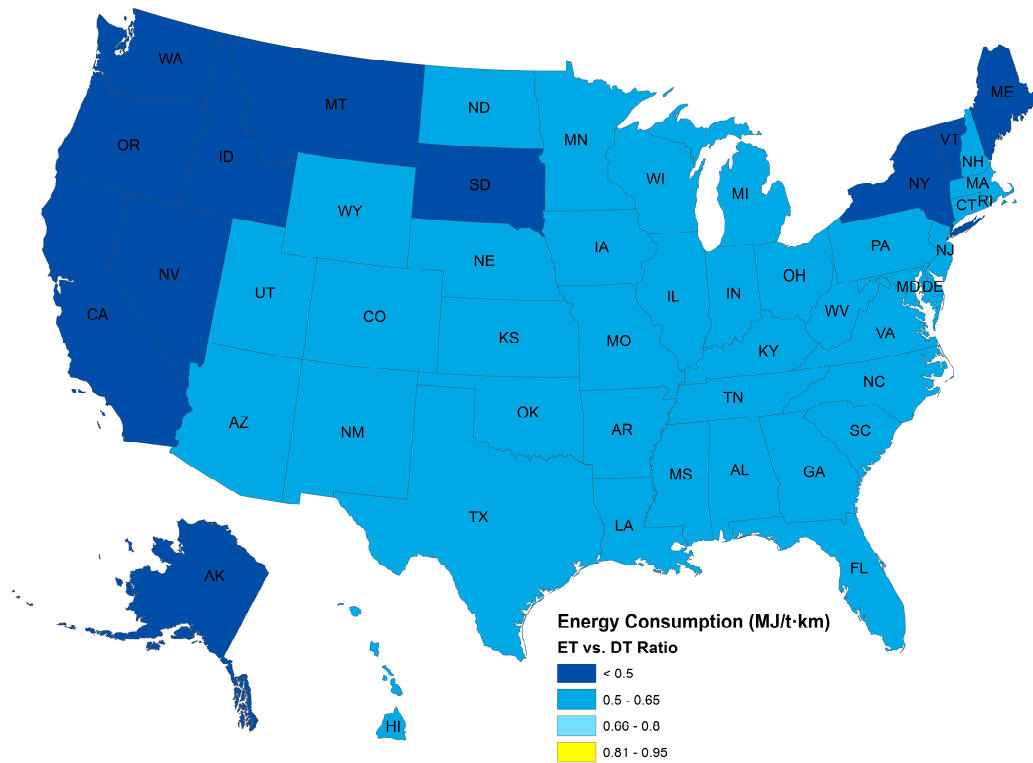 WA
MT
ND
MN
ME
OR
ID
SD
WI
MI
VT
NH
NY
MA
CT RI
WY
NE
IA
PA
NJ
NV
UT
CO
KS
IL
IN
OH
MD DE
WV
VA
CA
MO
KY
AZ
NM
OK
AR
TN
NC
SC
TX
LA
MS
AL
GA
FL
AK
HI
Energy Consumption (MJ/t·km)
ET vs. DT Ratio
< 0.5
0.5 - 0.65
0.66 - 0.8
0.81 - 0.95